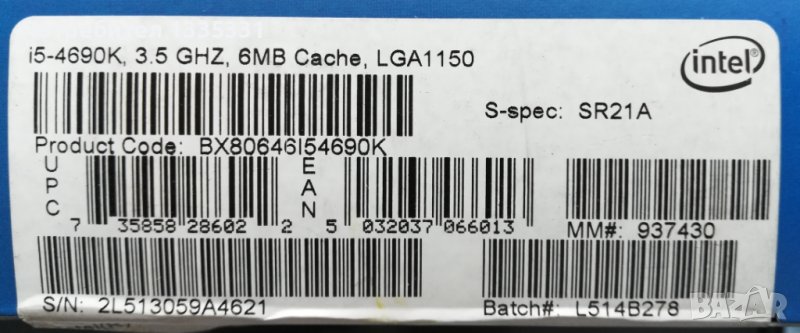 i5-4690K, 3.5 GHZ, 6MB Cache, LGA1150
intel
S-spec: SR21A
Product Code: BX80646I54690K
UPC
EAN
7 35858 28602 2
5 032037 066013
MM#: 937430
S/N: 2L513059A4621
Batch#: L514B278
BAZAR